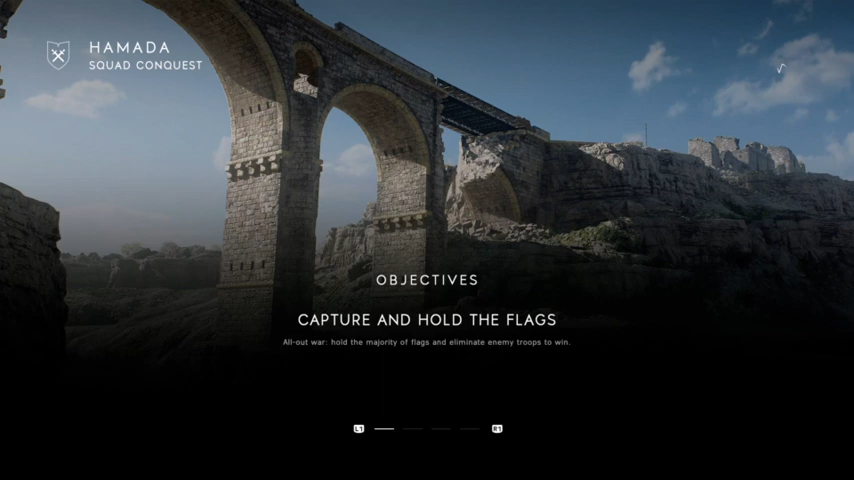 HAMADA
SQUAD CONQUEST
OBJECTIVES
CAPTURE AND HOLD THE FLAGS
All-out war: hold the majority of flags and eliminate enemy troops to win.
L1 R1